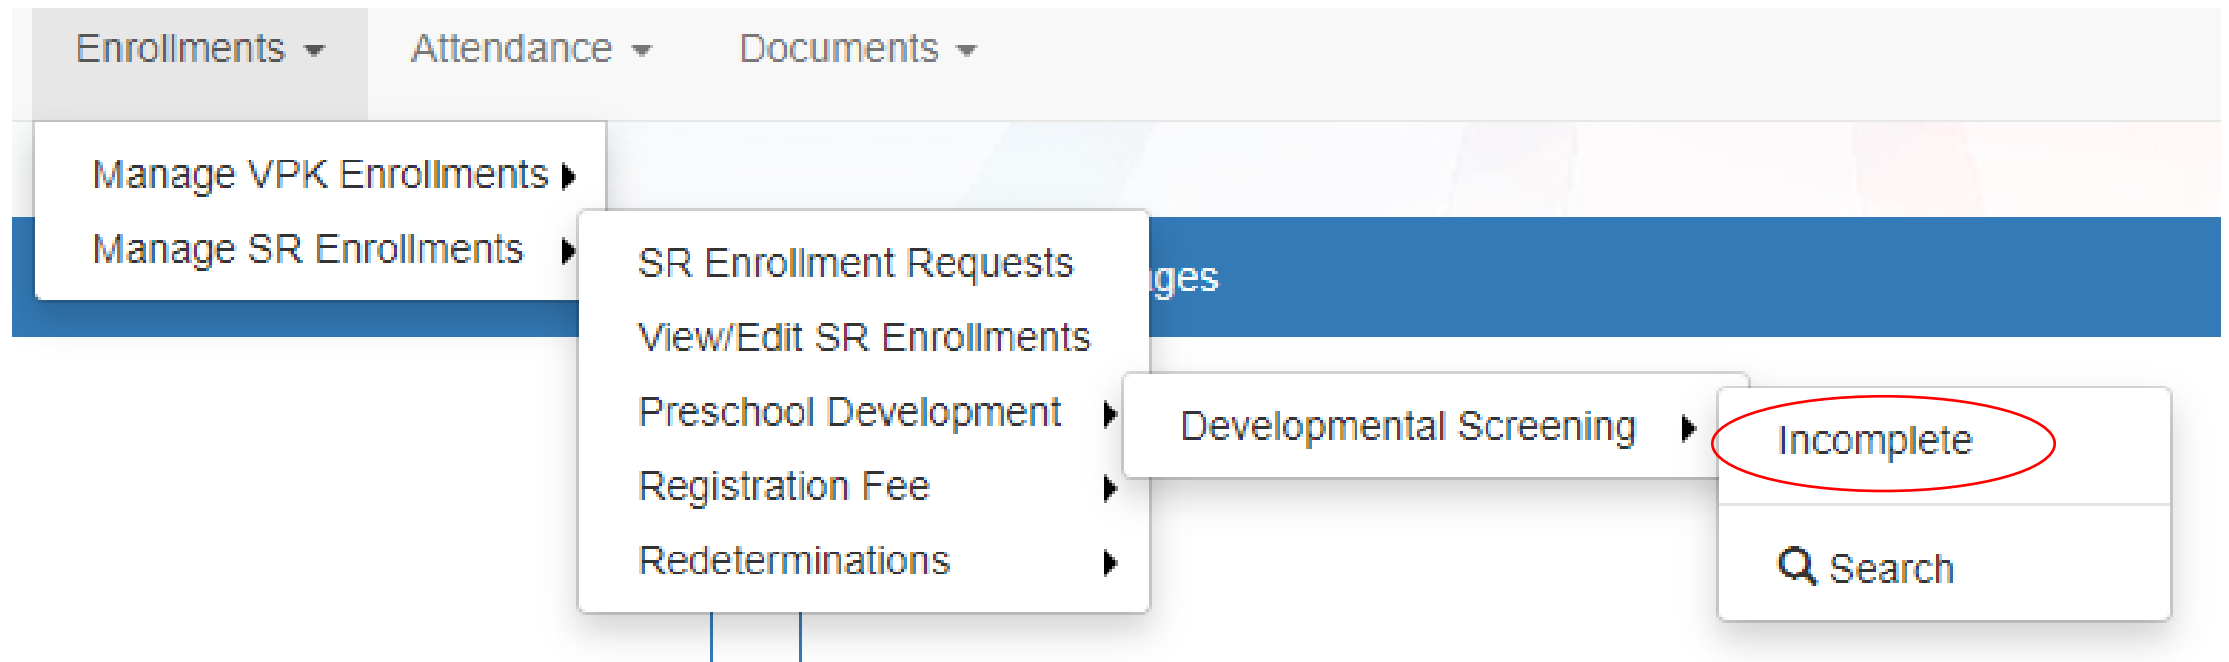 Enrollments Attendance Documents
Manage VPK Enrollments
Manage SR Enrollments
SR Enrollment Requests
View/Edit SR Enrollments
Preschool Development
Registration Fee
Redeterminations
Developmental Screening
Incomplete
Search